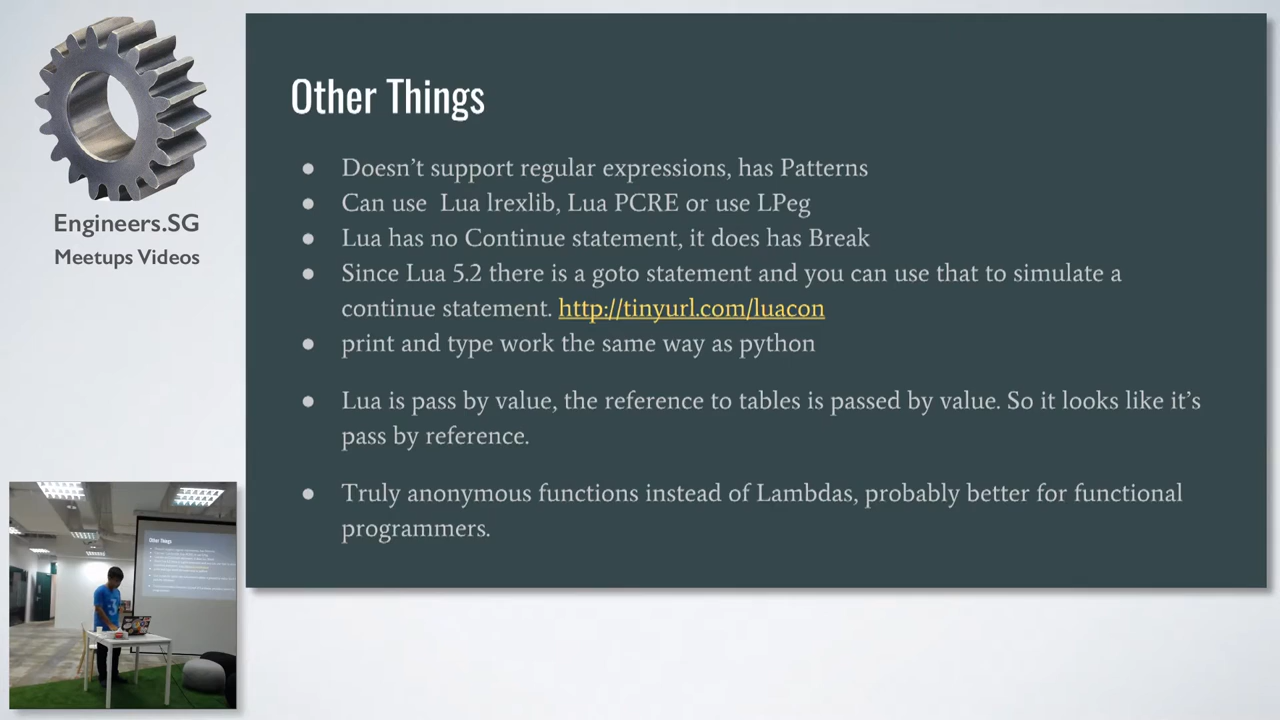 Engineers.SG
Meetups Videos
Other Things
● Doesn’t support regular expressions, has Patterns
● Can use  Lua lrexlib, Lua PCRE or use LPeg
● Lua has no Continue statement, it does has Break
● Since Lua 5.2 there is a goto statement and you can use that to simulate a
continue statement. http://tinyurl.com/luacon
● print and type work the same way as python
● Lua is pass by value, the reference to tables is passed by value. So it looks like it’s
pass by reference.
● Truly anonymous functions instead of Lambdas, probably better for functional
programmers.
Other Things